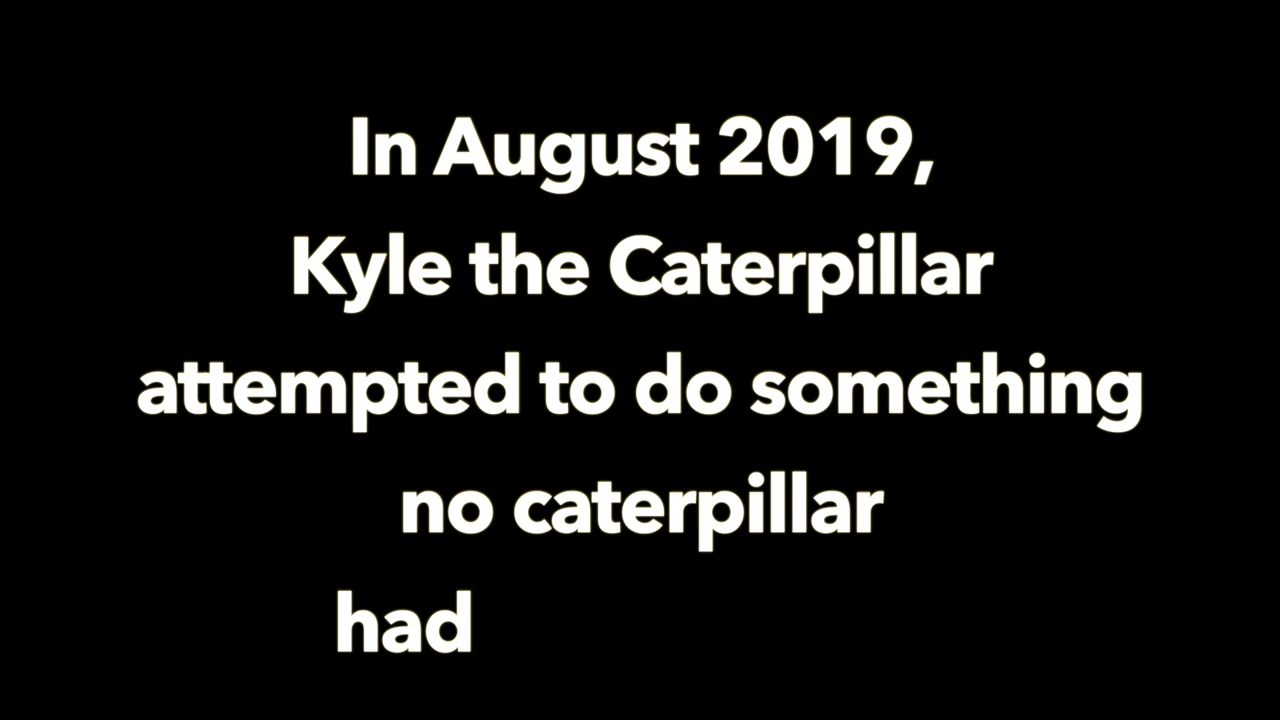 In August 2019,
Kyle the Caterpillar
attempted to do something
no caterpillar
had